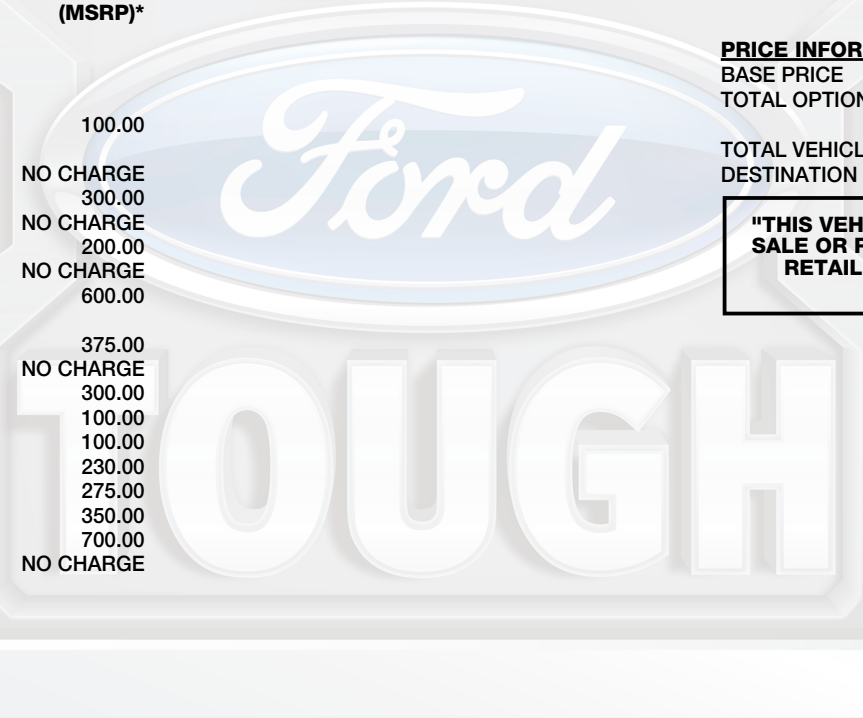 (MSRP)*
100.00
NO CHARGE
300.00
NO CHARGE
200.00
NO CHARGE
600.00
375.00
NO CHARGE
300.00
100.00
100.00
230.00
275.00
350.00
700.00
NO CHARGE
PRICE INFOR
BASE PRICE
TOTAL OPTION
TOTAL VEHICL
DESTINATION
"THIS VEH
SALE OR
RETAIL
Ford
TOUGH